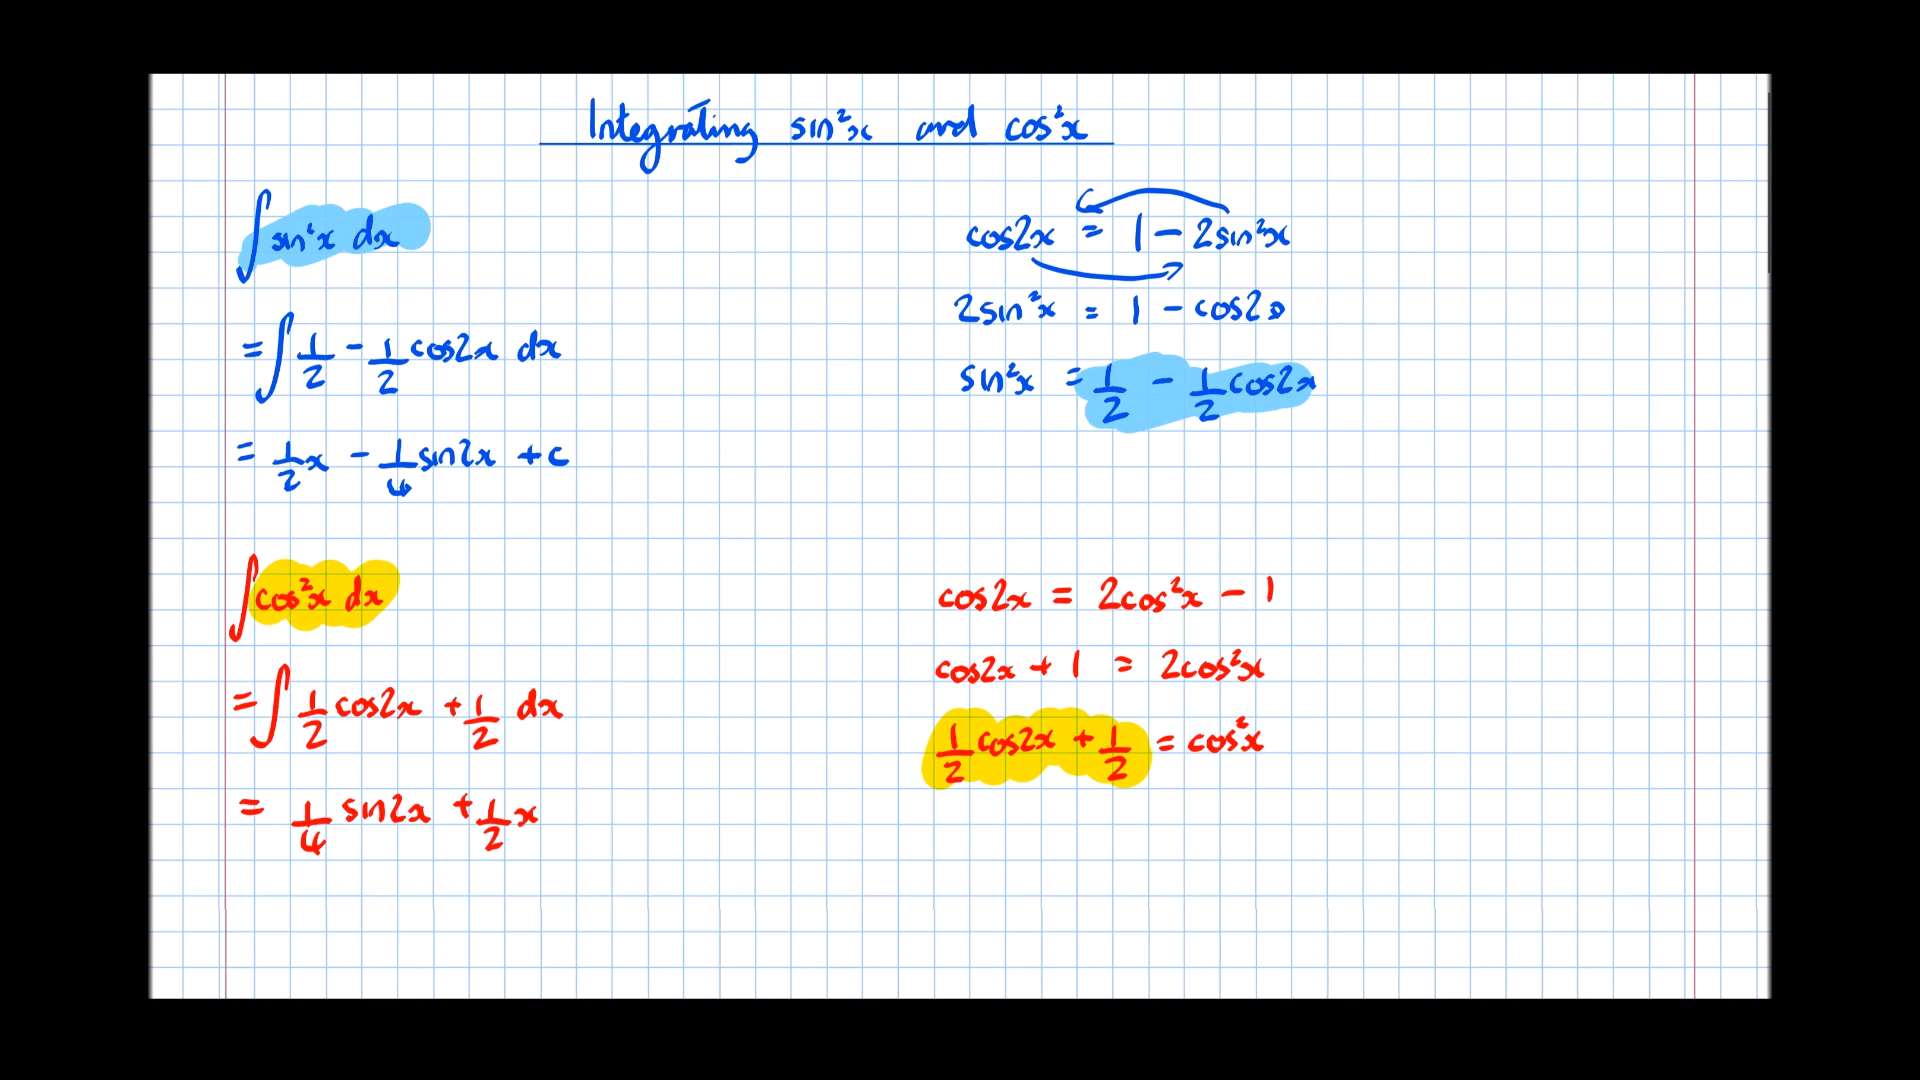 Integrating sin²x and cos²x
∫ sin²x dx
= ∫ 1/2 - 1/2 cos2x dx
= 1/2 x - 1/4 sin2x + c
cos2x = 1 - 2sin²x
2sin²x = 1 - cos2x
sin²x = 1/2 - 1/2 cos2x
∫ cos²x dx
= ∫ 1/2 cos2x + 1/2 dx
= 1/4 sin2x + 1/2 x
cos2x = 2cos²x - 1
cos2x + 1 = 2cos²x
1/2 cos2x + 1/2 = cos²x